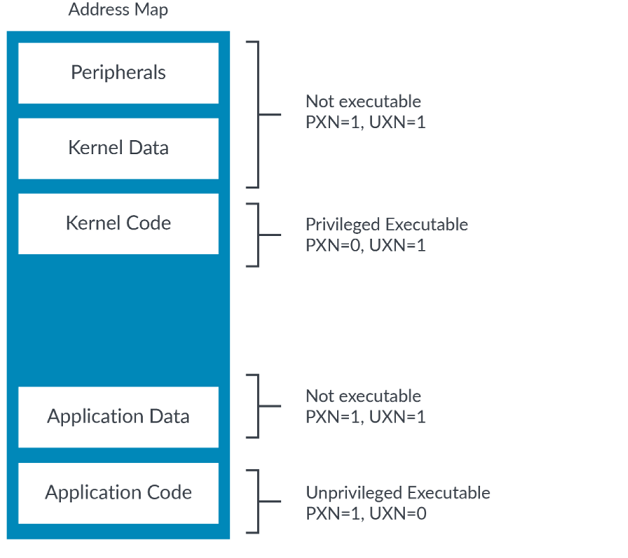 Address Map
Peripherals
Kernel Data
Not executable
PXN=1, UXN=1
Kernel Code
Privileged Executable
PXN=0, UXN=1
Application Data
Not executable
PXN=1, UXN=1
Application Code
Unprivileged Executable
PXN=1, UXN=0